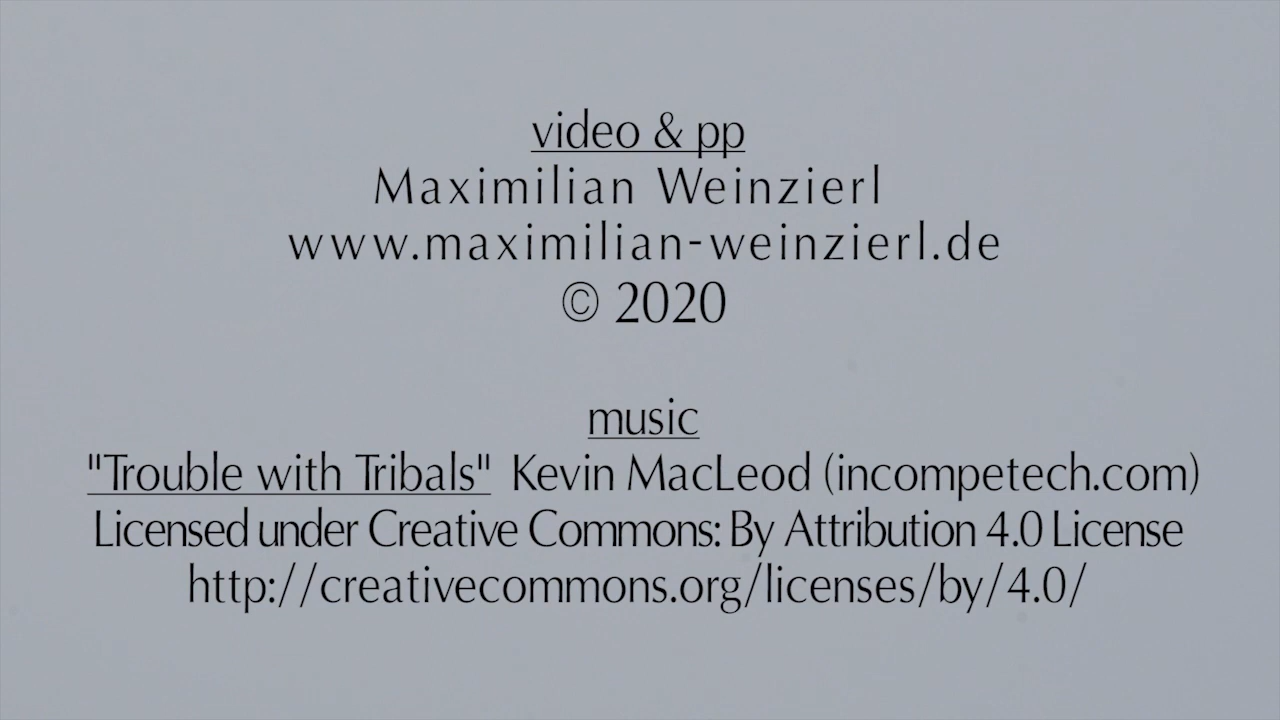 video & pp
Maximilian Weinzierl
www.maximilian-weinzierl.de
© 2020
music
"Trouble with Tribals" Kevin MacLeod (incompetech.com)
Licensed under Creative Commons: By Attribution 4.0 License
http://creativecommons.org/licenses/by/4.0/